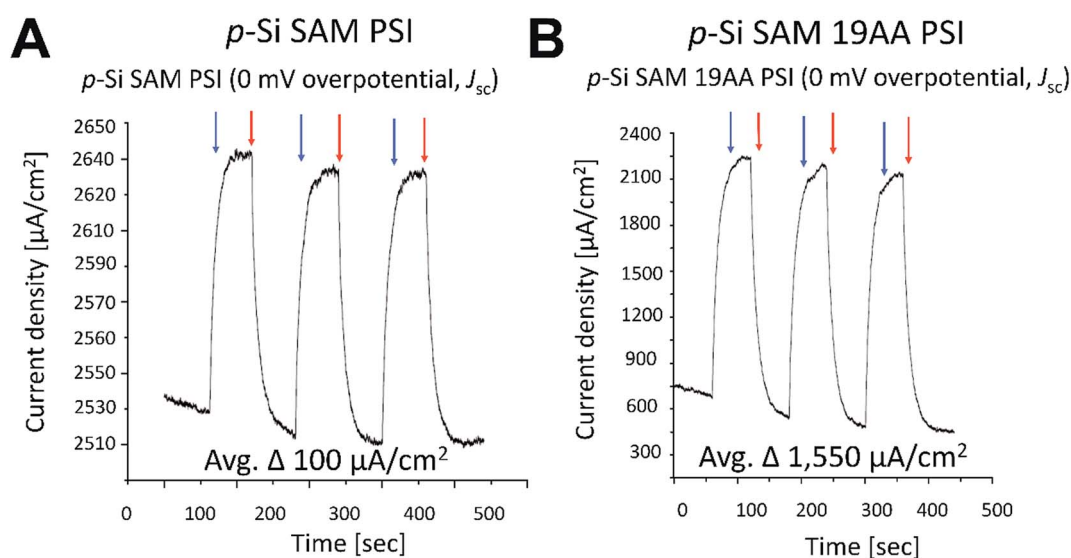 A
p-Si SAM PSI
p-Si SAM PSI (0 mV overpotential, Jsc)
Current density [µA/cm²]
2650
2640
2620
2610
2590
2570
2560
2550
2530
2510
Avg. Δ 100 µA/cm²
0 100 200 300 400 500
Time [sec]
B
p-Si SAM 19AA PSI
p-Si SAM 19AA PSI (0 mV overpotential, Jsc)
Current density [µA/cm²]
2400
2100
1800
1500
1200
900
600
300
Avg. Δ 1,550 µA/cm²
0 100 200 300 400 500
Time [sec]